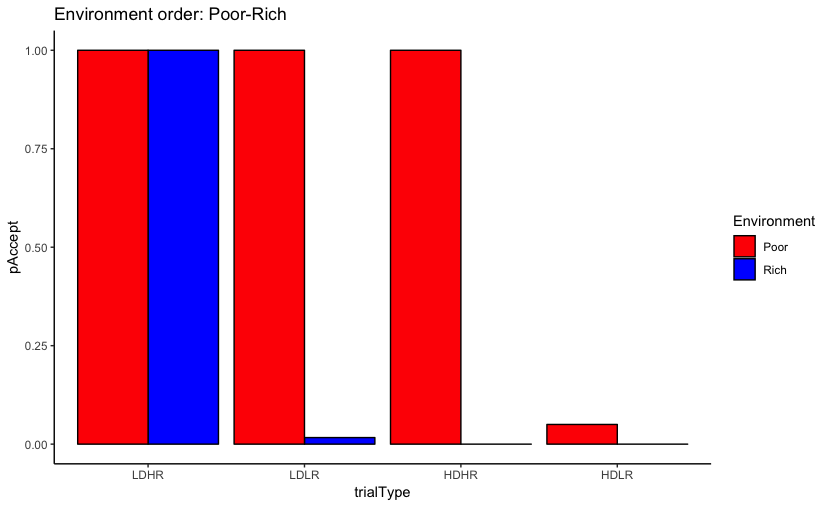 Environment order: Poor-Rich
pAccept
1.00
0.75
0.50
0.25
0.00
LDHR LDLR HDHR HDLR
trialType
Environment
Poor
Rich